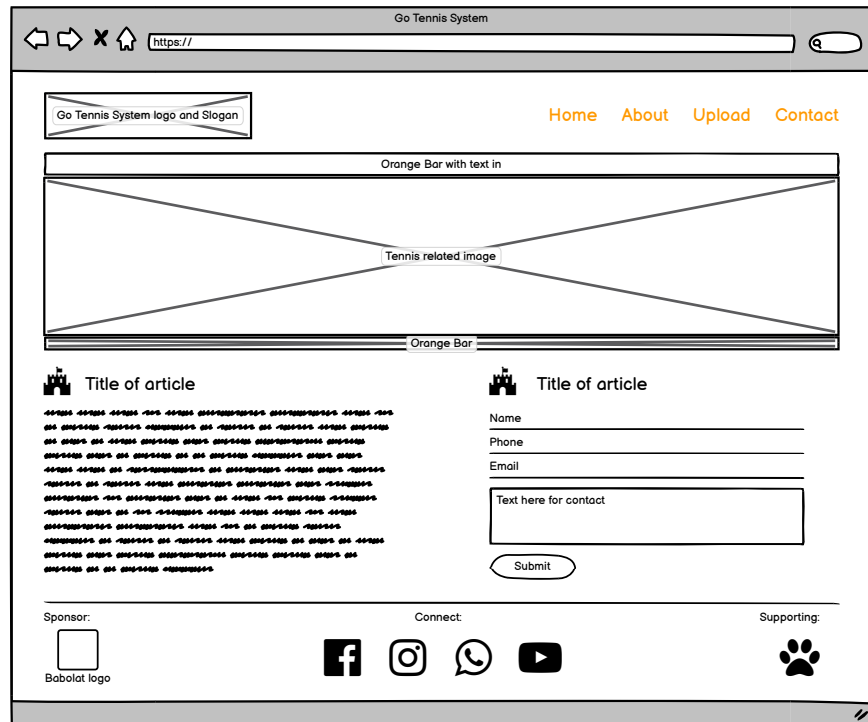 Go Tennis System
https://
Go Tennis System logo and Slogan
Home About Upload Contact
Orange Bar with text in
Tennis related image
Orange Bar
Title of article
Title of article
Name
Phone
Email
Text here for contact
Submit
Sponsor:
Connect:
Supporting:
Babolat logo